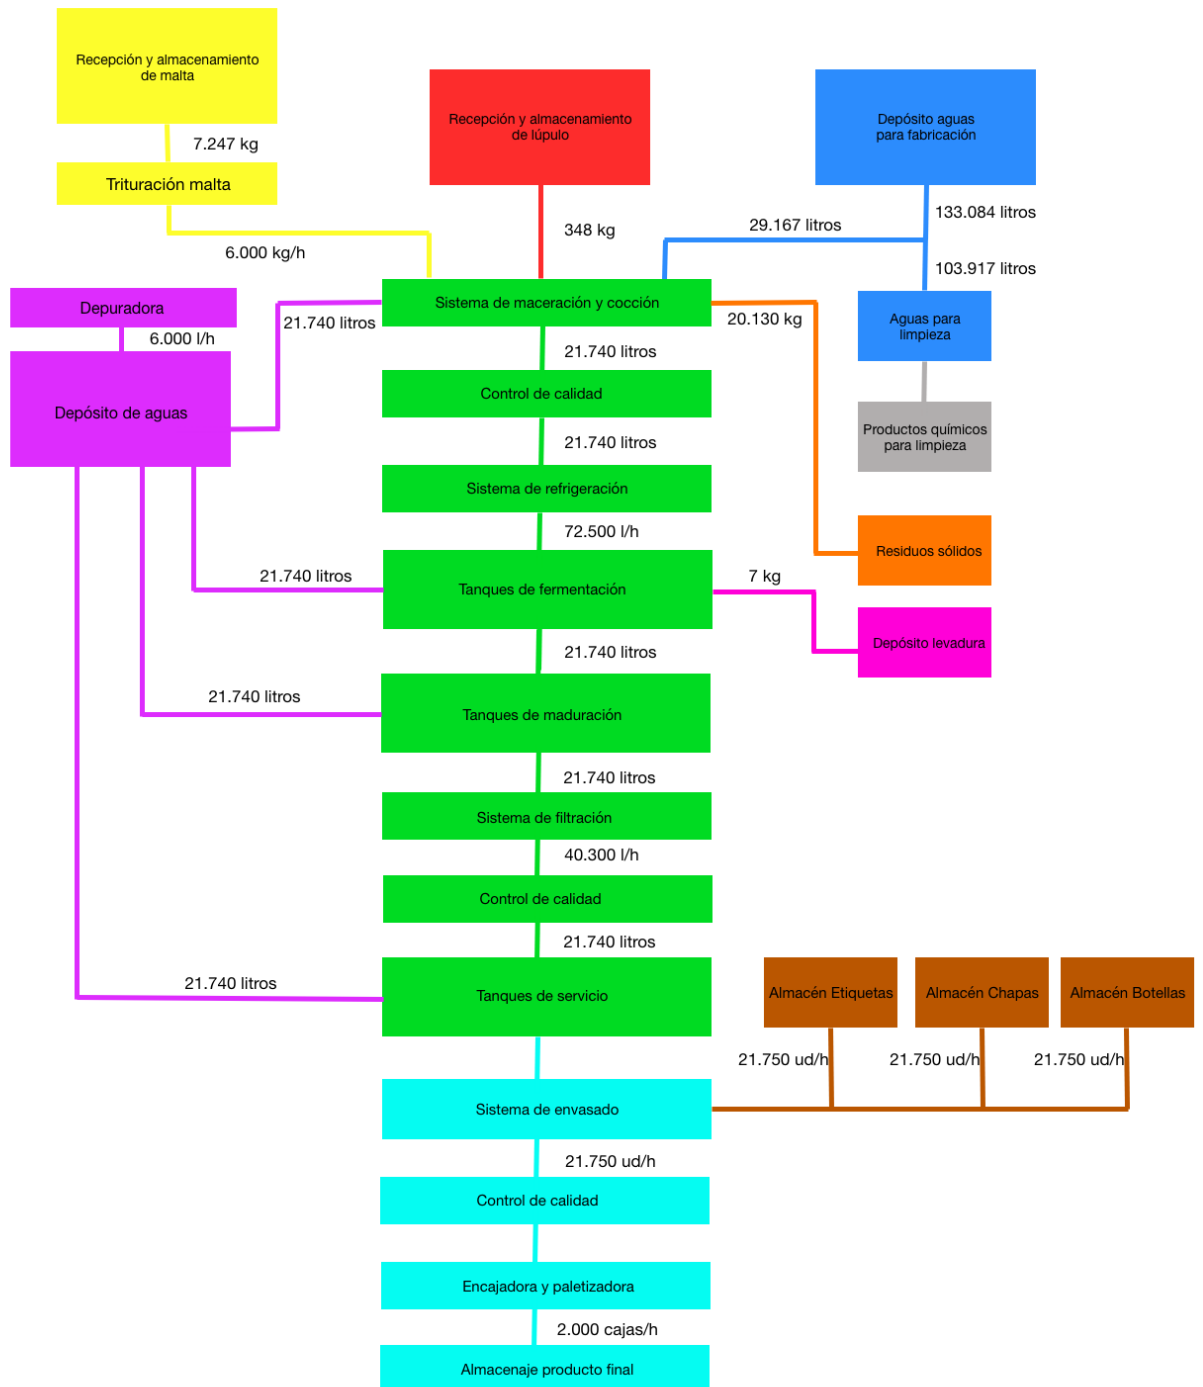 Recepción y almacenamiento
de malta
7.247 kg
Trituración malta
6.000 kg/h
Recepción y almacenamiento
de lúpulo
348 kg
Depósito aguas
para fabricación
133.084 litros
29.167 litros
103.917 litros
Aguas para
limpieza
Productos químicos
para limpieza
Depuradora
6.000 l/h
Depósito de aguas
21.740 litros
Sistema de maceración y cocción
20.130 kg
Residuos sólidos
21.740 litros
Control de calidad
21.740 litros
Sistema de refrigeración
72.500 l/h
21.740 litros
Tanques de fermentación
7 kg
Depósito levadura
21.740 litros
21.740 litros
Tanques de maduración
21.740 litros
Sistema de filtración
40.300 l/h
Control de calidad
21.740 litros
21.740 litros
Tanques de servicio
Almacén Etiquetas
Almacén Chapas
Almacén Botellas
21.750 ud/h
21.750 ud/h
21.750 ud/h
Sistema de envasado
21.750 ud/h
Control de calidad
Encajadora y paletizadora
2.000 cajas/h
Almacenaje producto final